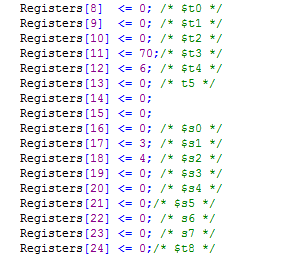 Registers[8] <= 0; /* $t0 */
Registers[9] <= 0; /* $t1 */
Registers[10] <= 0; /* $t2 */
Registers[11] <= 70;/* $t3 */
Registers[12] <= 6; /* $t4 */
Registers[13] <= 0; /* t5 */
Registers[14] <= 0;
Registers[15] <= 0;
Registers[16] <= 0; /* $s0 */
Registers[17] <= 3; /* $s1 */
Registers[18] <= 4; /* $s2 */
Registers[19] <= 0; /* $s3 */
Registers[20] <= 0; /* $s4 */
Registers[21] <= 0;/* $s5 */
Registers[22] <= 0; /* s6 */
Registers[23] <= 0; /* s7 */
Registers[24] <= 0;/* $t8 */